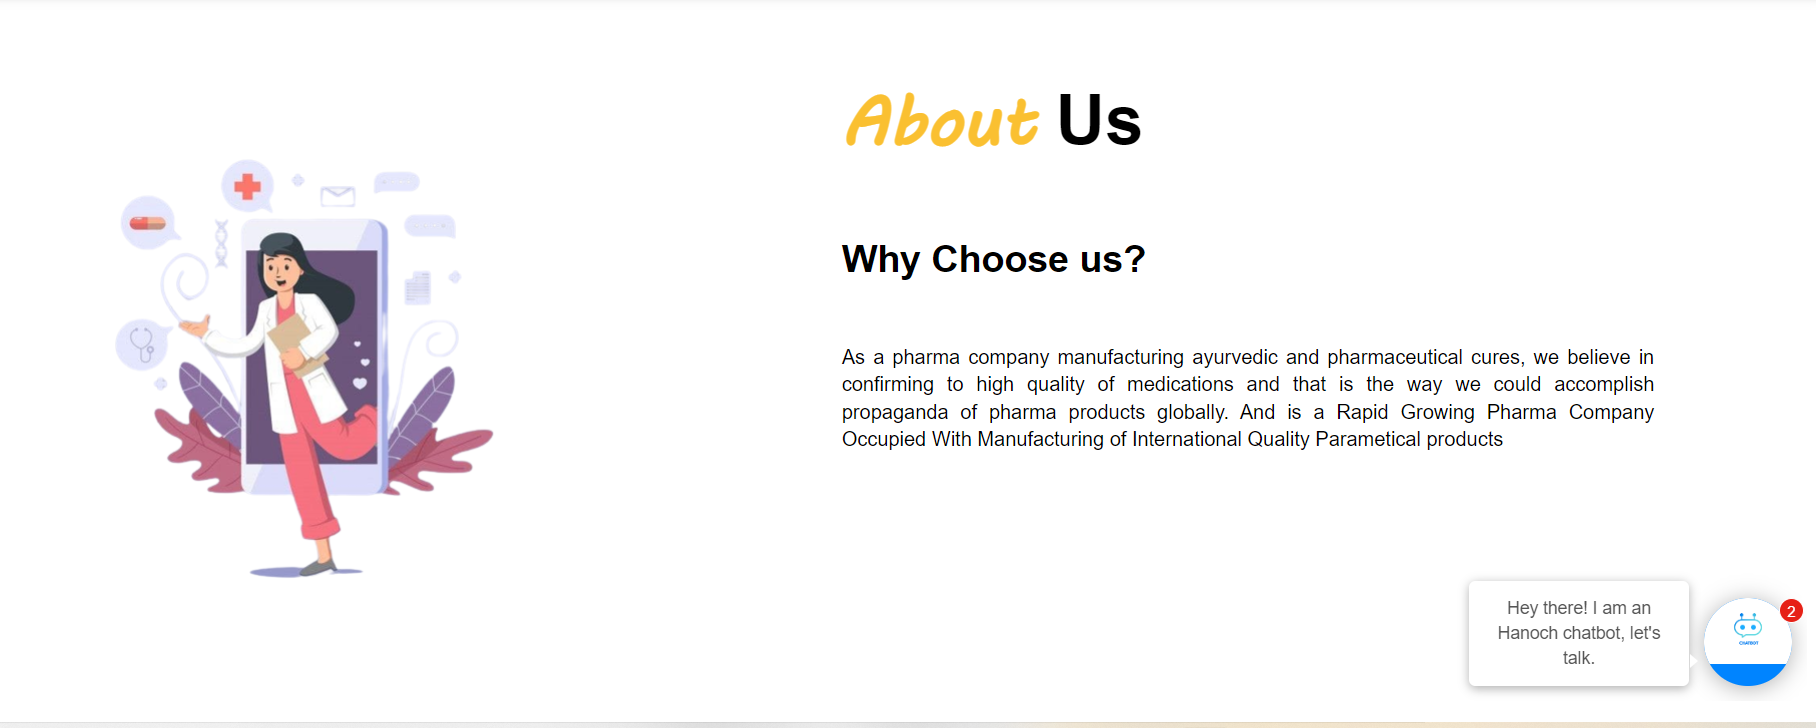 About Us
Why Choose us?
As a pharma company manufacturing ayurvedic and pharmaceutical cures, we believe in
confirming to high quality of medications and that is the way we could accomplish
propaganda of pharma products globally. And is a Rapid Growing Pharma Company
Occupied With Manufacturing of International Quality Parametical products
Hey there! I am an
Hanoch chatbot, let's
talk.
2
CHATBOT